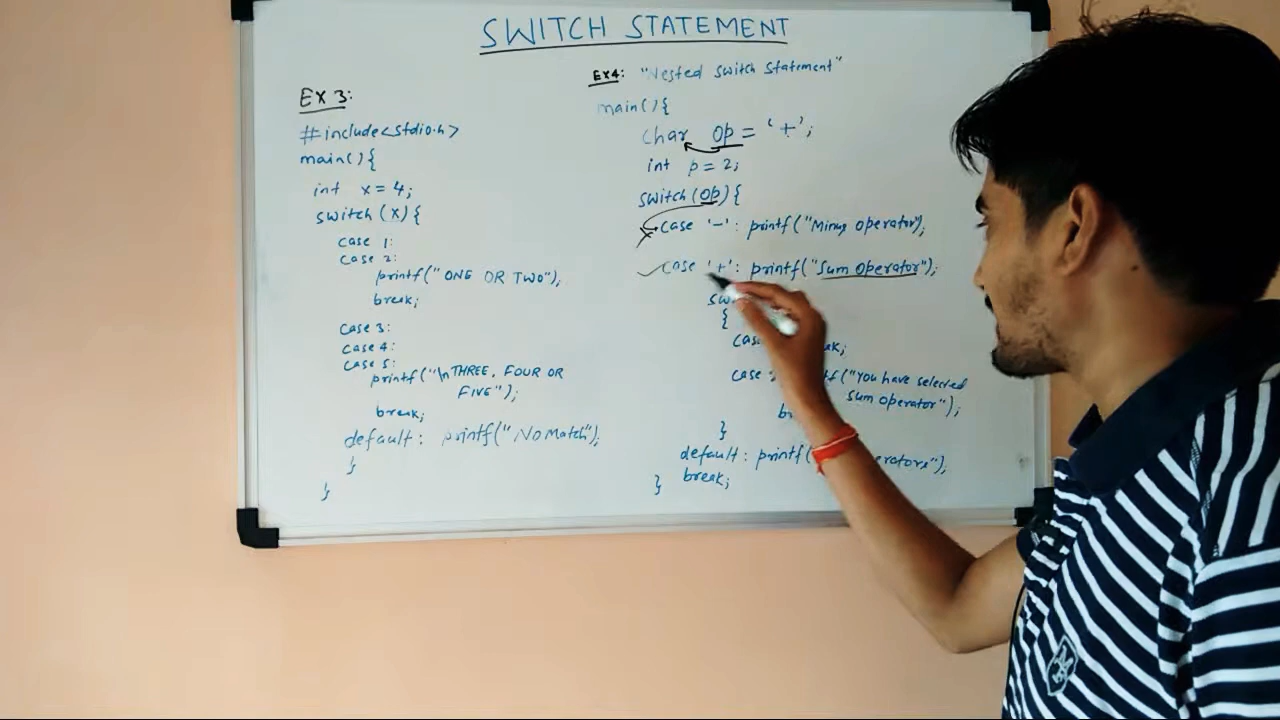 SWITCH STATEMENT
EX 3:
#include<stdio.h>
main(){
int x = 4;
switch (x){
case 1:
case 2:
printf("ONE OR TWO");
break;
case 3:
case 4:
case 5:
printf("\nTHREE, FOUR OR
FIVE");
break;
default: printf("No Match");
}
}
EX4: "Nested switch statement"
main(){
char op = '+';
int p = 2;
switch(op){
case '-': printf("Minus operator");
case '+': printf("Sum operator");
{
case
case printf("You have selected
sum operator");
}
default: printf(
break;
}